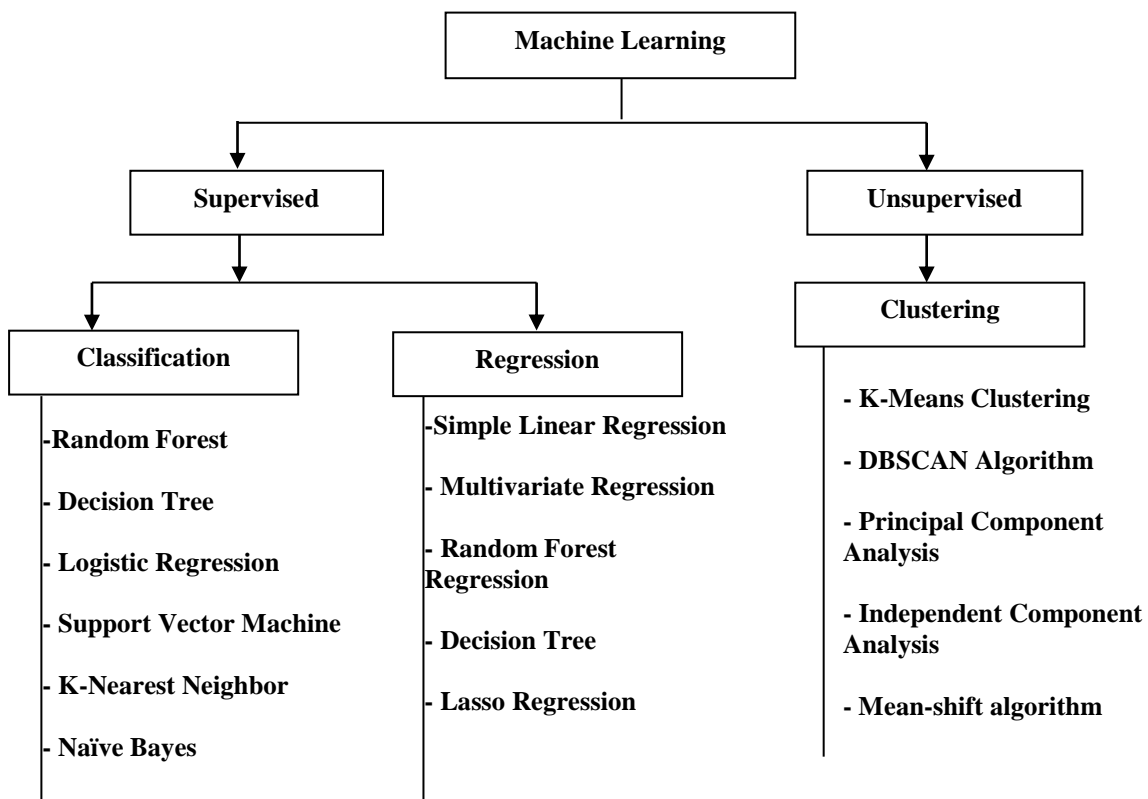 Machine Learning
Supervised
Unsupervised
Classification
-Random Forest
- Decision Tree
- Logistic Regression
- Support Vector Machine
- K-Nearest Neighbor
- Naïve Bayes
Regression
-Simple Linear Regression
- Multivariate Regression
- Random Forest
Regression
- Decision Tree
- Lasso Regression
Clustering
- K-Means Clustering
- DBSCAN Algorithm
- Principal Component
Analysis
- Independent Component
Analysis
- Mean-shift algorithm